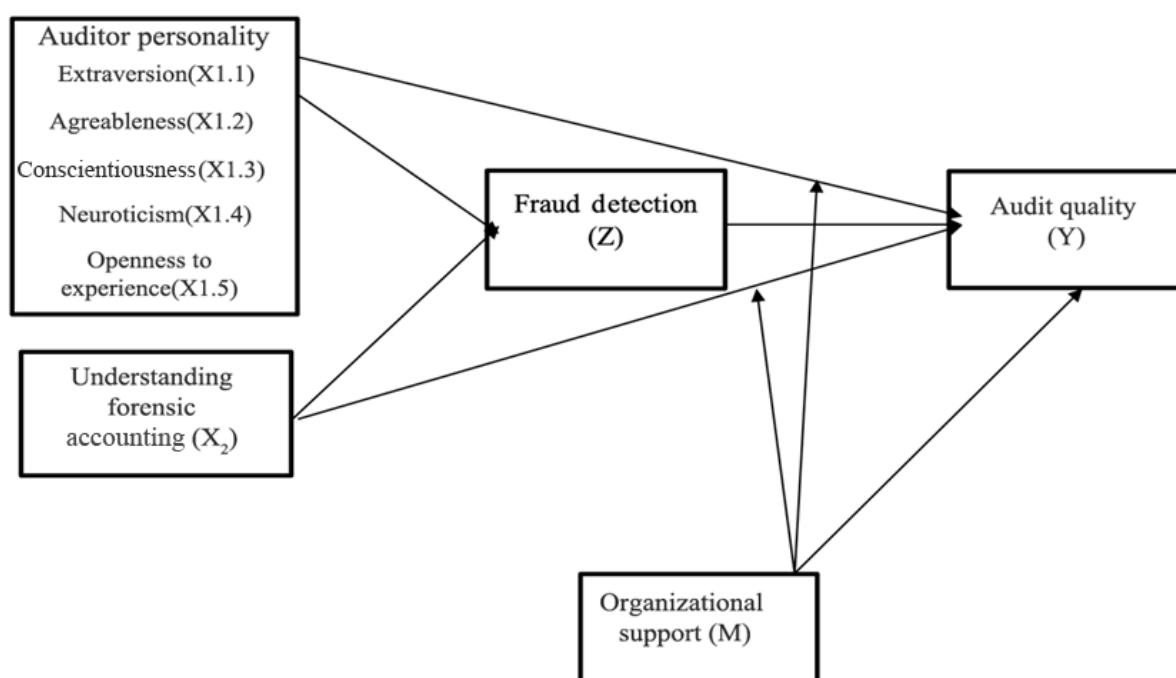 Auditor personality
Extraversion(X1.1)
Agreableness(X1.2)
Conscientiousness(X1.3)
Neuroticism(X1.4)
Openness to
experience(X1.5)
Understanding
forensic
accounting (X₂)
Fraud detection
(Z)
Audit quality
(Y)
Organizational
support (M)